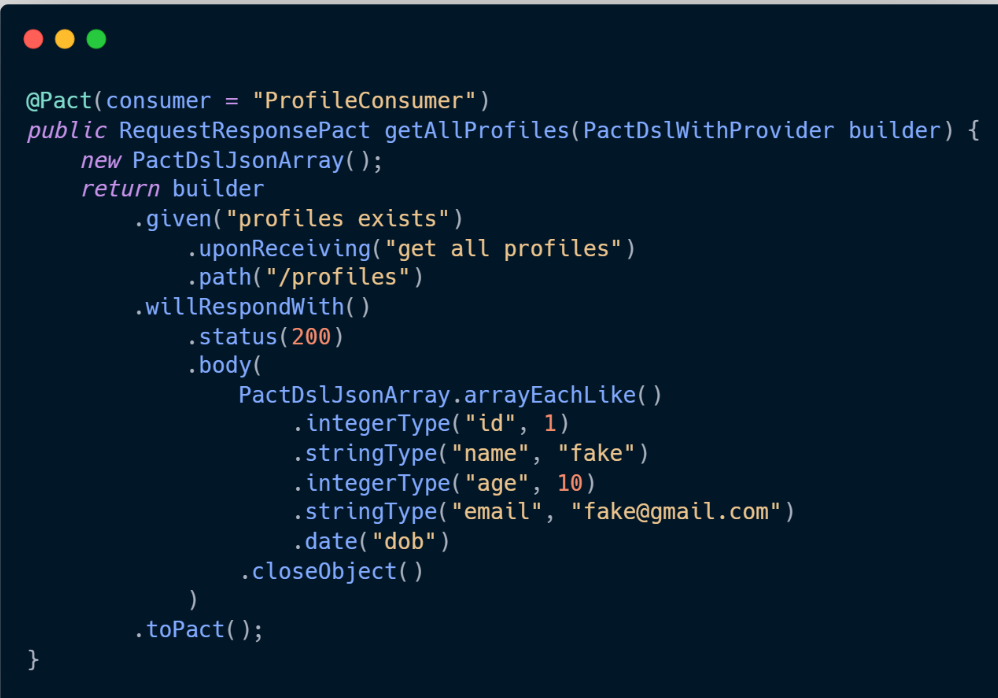 @Pact(consumer = "ProfileConsumer")
public RequestResponsePact getAllProfiles(PactDslWithProvider builder) {
    new PactDslJsonArray();
    return builder
        .given("profiles exists")
            .uponReceiving("get all profiles")
            .path("/profiles")
        .willRespondWith()
            .status(200)
            .body(
                PactDslJsonArray.arrayEachLike()
                    .integerType("id", 1)
                    .stringType("name", "fake")
                    .integerType("age", 10)
                    .stringType("email", "fake@gmail.com")
                    .date("dob")
                .closeObject()
            )
        .toPact();
}